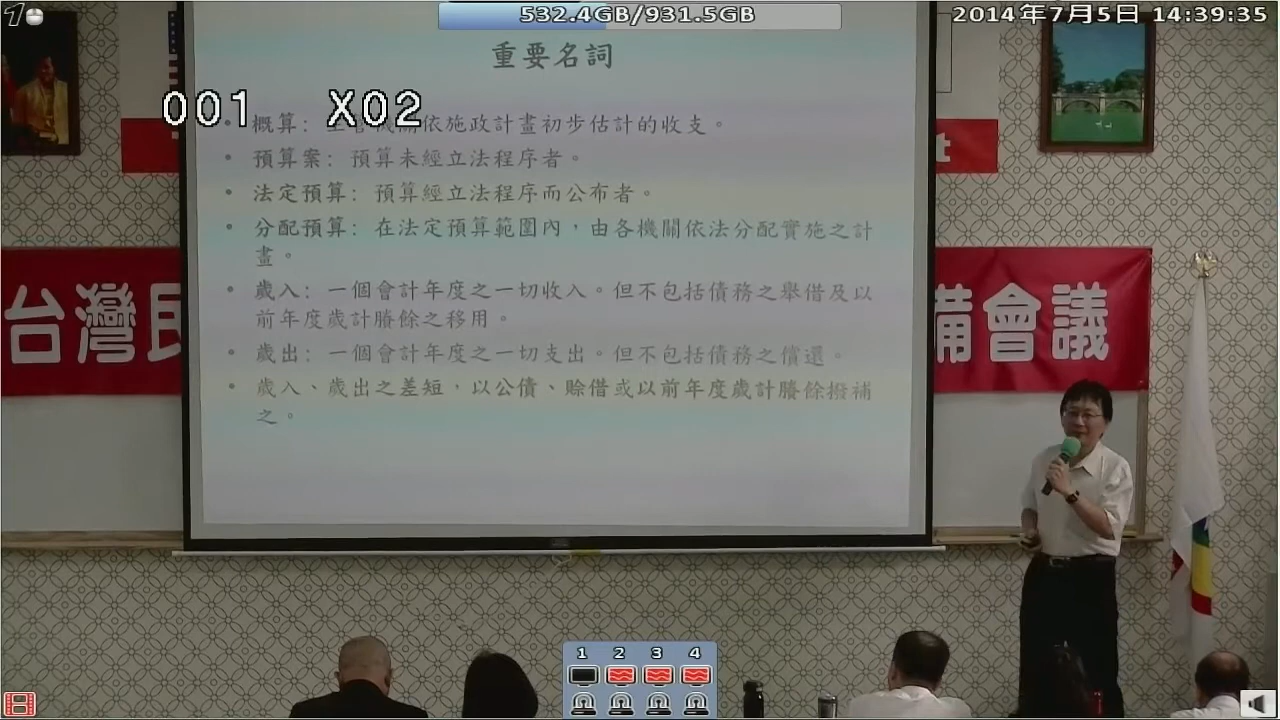 532.4GB/931.5GB
2014年7月5日 14:39:35
重要名詞
001 X02
概算：機關依施政計畫初步估計的收支。
預算案：預算未經立法程序者。
法定預算：預算經立法程序而公布者。
分配預算：在法定預算範圍內，由各機關依法分配實施之計
畫。
歲入：一個會計年度之一切收入。但不包括債務之舉借及以
前年度歲計賸餘之移用。
歲出：一個會計年度之一切支出。但不包括債務之償還。
歲入、歲出之差短，以公債、賒借或以前年度歲計賸餘撥補
之。
t
台灣民
備會議
1 2 3 4